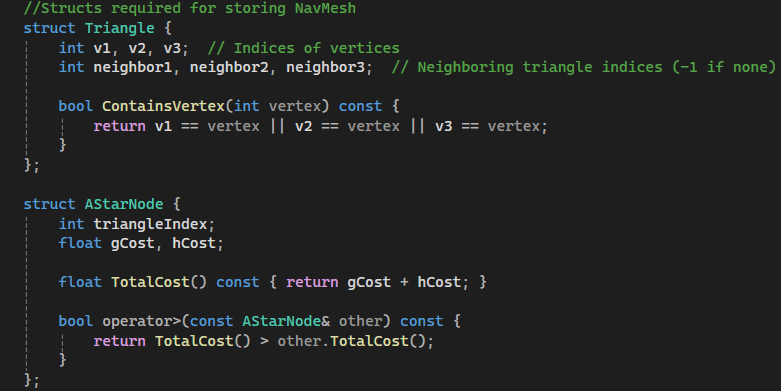 //Structs required for storing NavMesh
struct Triangle {
    int v1, v2, v3;  // Indices of vertices
    int neighbor1, neighbor2, neighbor3;  // Neighboring triangle indices (-1 if none)

    bool ContainsVertex(int vertex) const {
        return v1 == vertex || v2 == vertex || v3 == vertex;
    }
};

struct AStarNode {
    int triangleIndex;
    float gCost, hCost;

    float TotalCost() const { return gCost + hCost; }

    bool operator>(const AStarNode& other) const {
        return TotalCost() > other.TotalCost();
    }
};